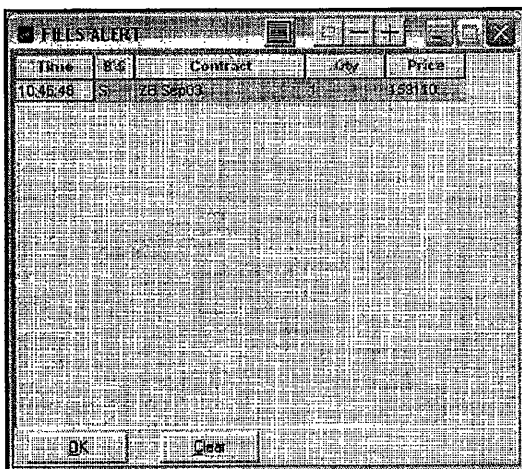 FILLS ALERT
Time B/S Contract Qty Price
10:46:48 S ZB Sep03
OK Clear